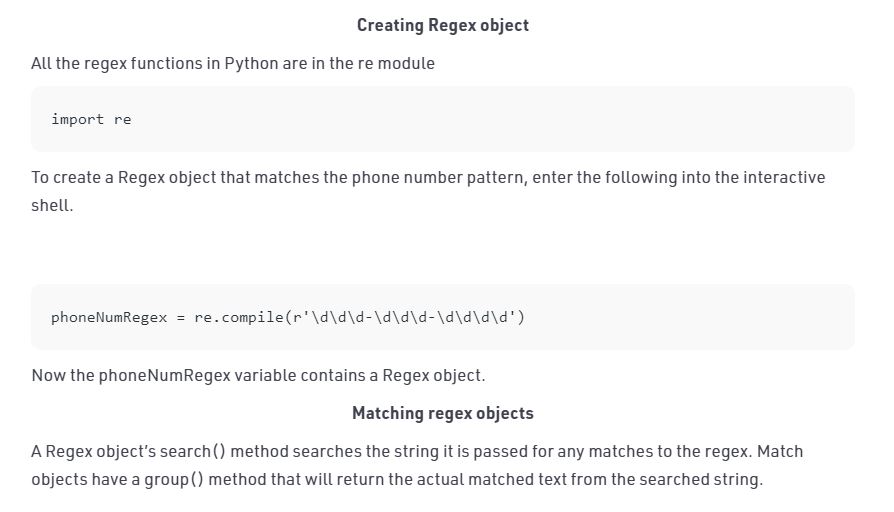 Creating Regex object
All the regex functions in Python are in the re module
import re
To create a Regex object that matches the phone number pattern, enter the following into the interactive
shell.
phoneNumRegex = re.compile(r'\d\d\d-\d\d\d-\d\d\d\d')
Now the phoneNumRegex variable contains a Regex object.
Matching regex objects
A Regex object’s search() method searches the string it is passed for any matches to the regex. Match
objects have a group() method that will return the actual matched text from the searched string.